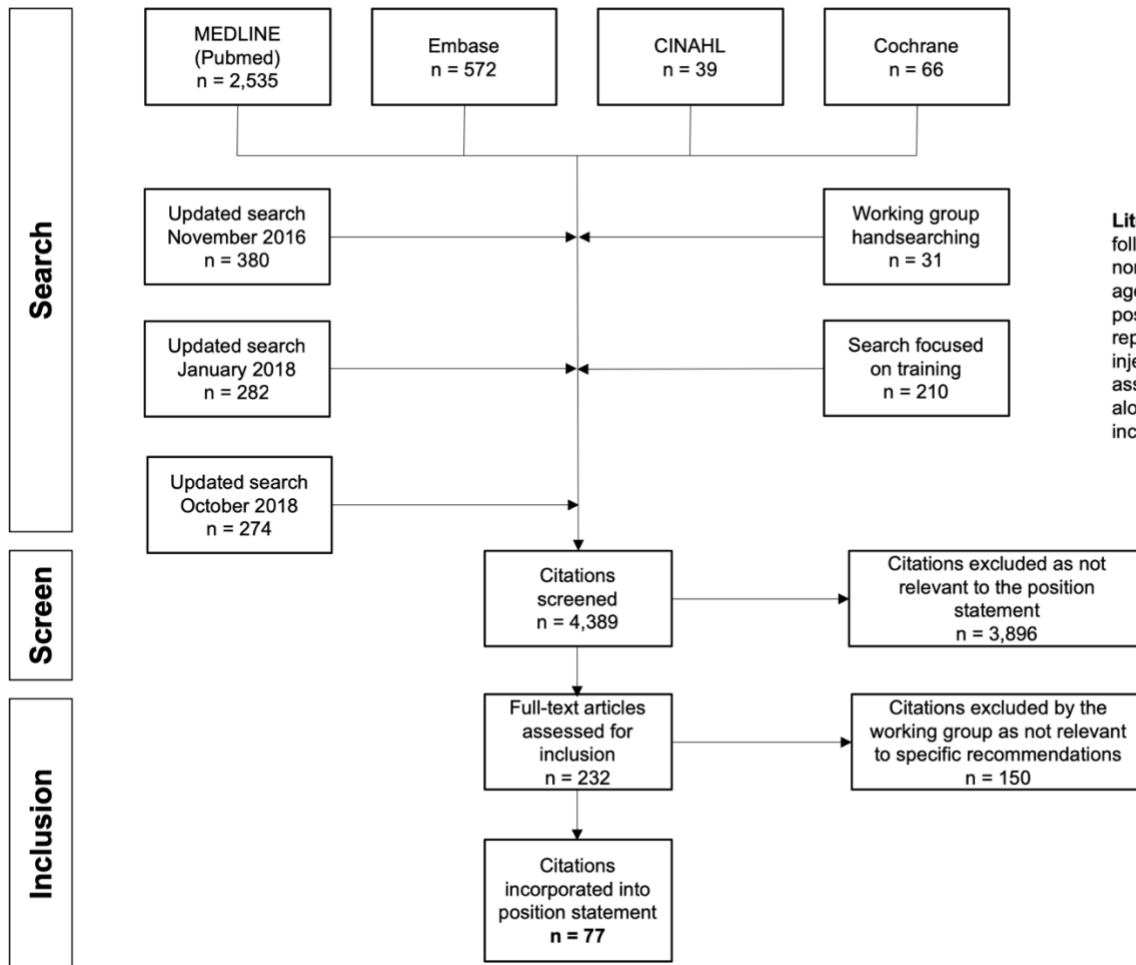 Search
MEDLINE
(Pubmed)
n = 2,535
Embase
n = 572
CINAHL
n = 39
Cochrane
n = 66
Updated search
November 2016
n = 380
Working group
handsearching
n = 31
Updated search
January 2018
n = 282
Search focused
on training
n = 210
Updated search
October 2018
n = 274
Screen
Citations
screened
n = 4,389
Citations excluded as not
relevant to the position
statement
n = 3,896
Inclusion
Full-text articles
assessed for
inclusion
n = 232
Citations excluded by the
working group as not relevant
to specific recommendations
n = 150
Citations
incorporated into
position statement
n = 77